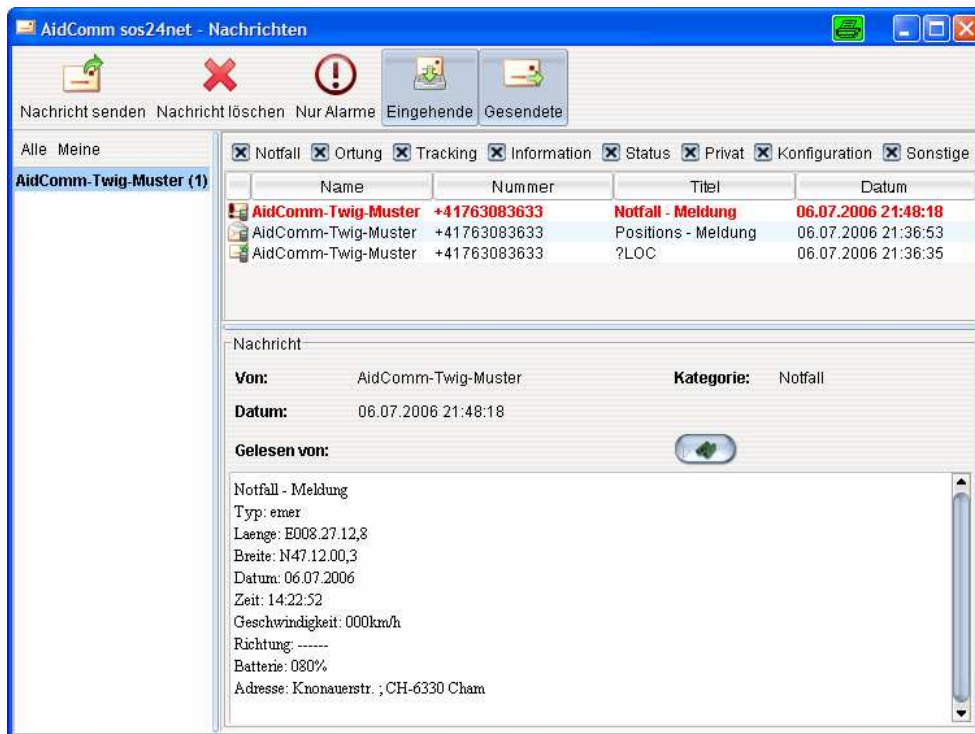 AidComm sos24net - Nachrichten
Nachricht senden Nachricht löschen Nur Alarme Eingehende Gesendete
Alle Meine
AidComm-Twig-Muster (1)
Notfall Ortung Tracking Information Status Privat Konfiguration Sonstige
Name Nummer Titel Datum
AidComm-Twig-Muster +41763083633 Notfall - Meldung 06.07.2006 21:48:18
AidComm-Twig-Muster +41763083633 Positions - Meldung 06.07.2006 21:36:53
AidComm-Twig-Muster +41763083633 ?LOC 06.07.2006 21:36:35
Nachricht
Von: AidComm-Twig-Muster Kategorie: Notfall
Datum: 06.07.2006 21:48:18
Gelesen von:
Notfall - Meldung
Typ: emer
Laenge: E008.27.12,8
Breite: N47.12.00,3
Datum: 06.07.2006
Zeit: 14:22:52
Geschwindigkeit: 000km/h
Richtung: ------
Batterie: 080%
Adresse: Knonauerstr. ; CH-6330 Cham